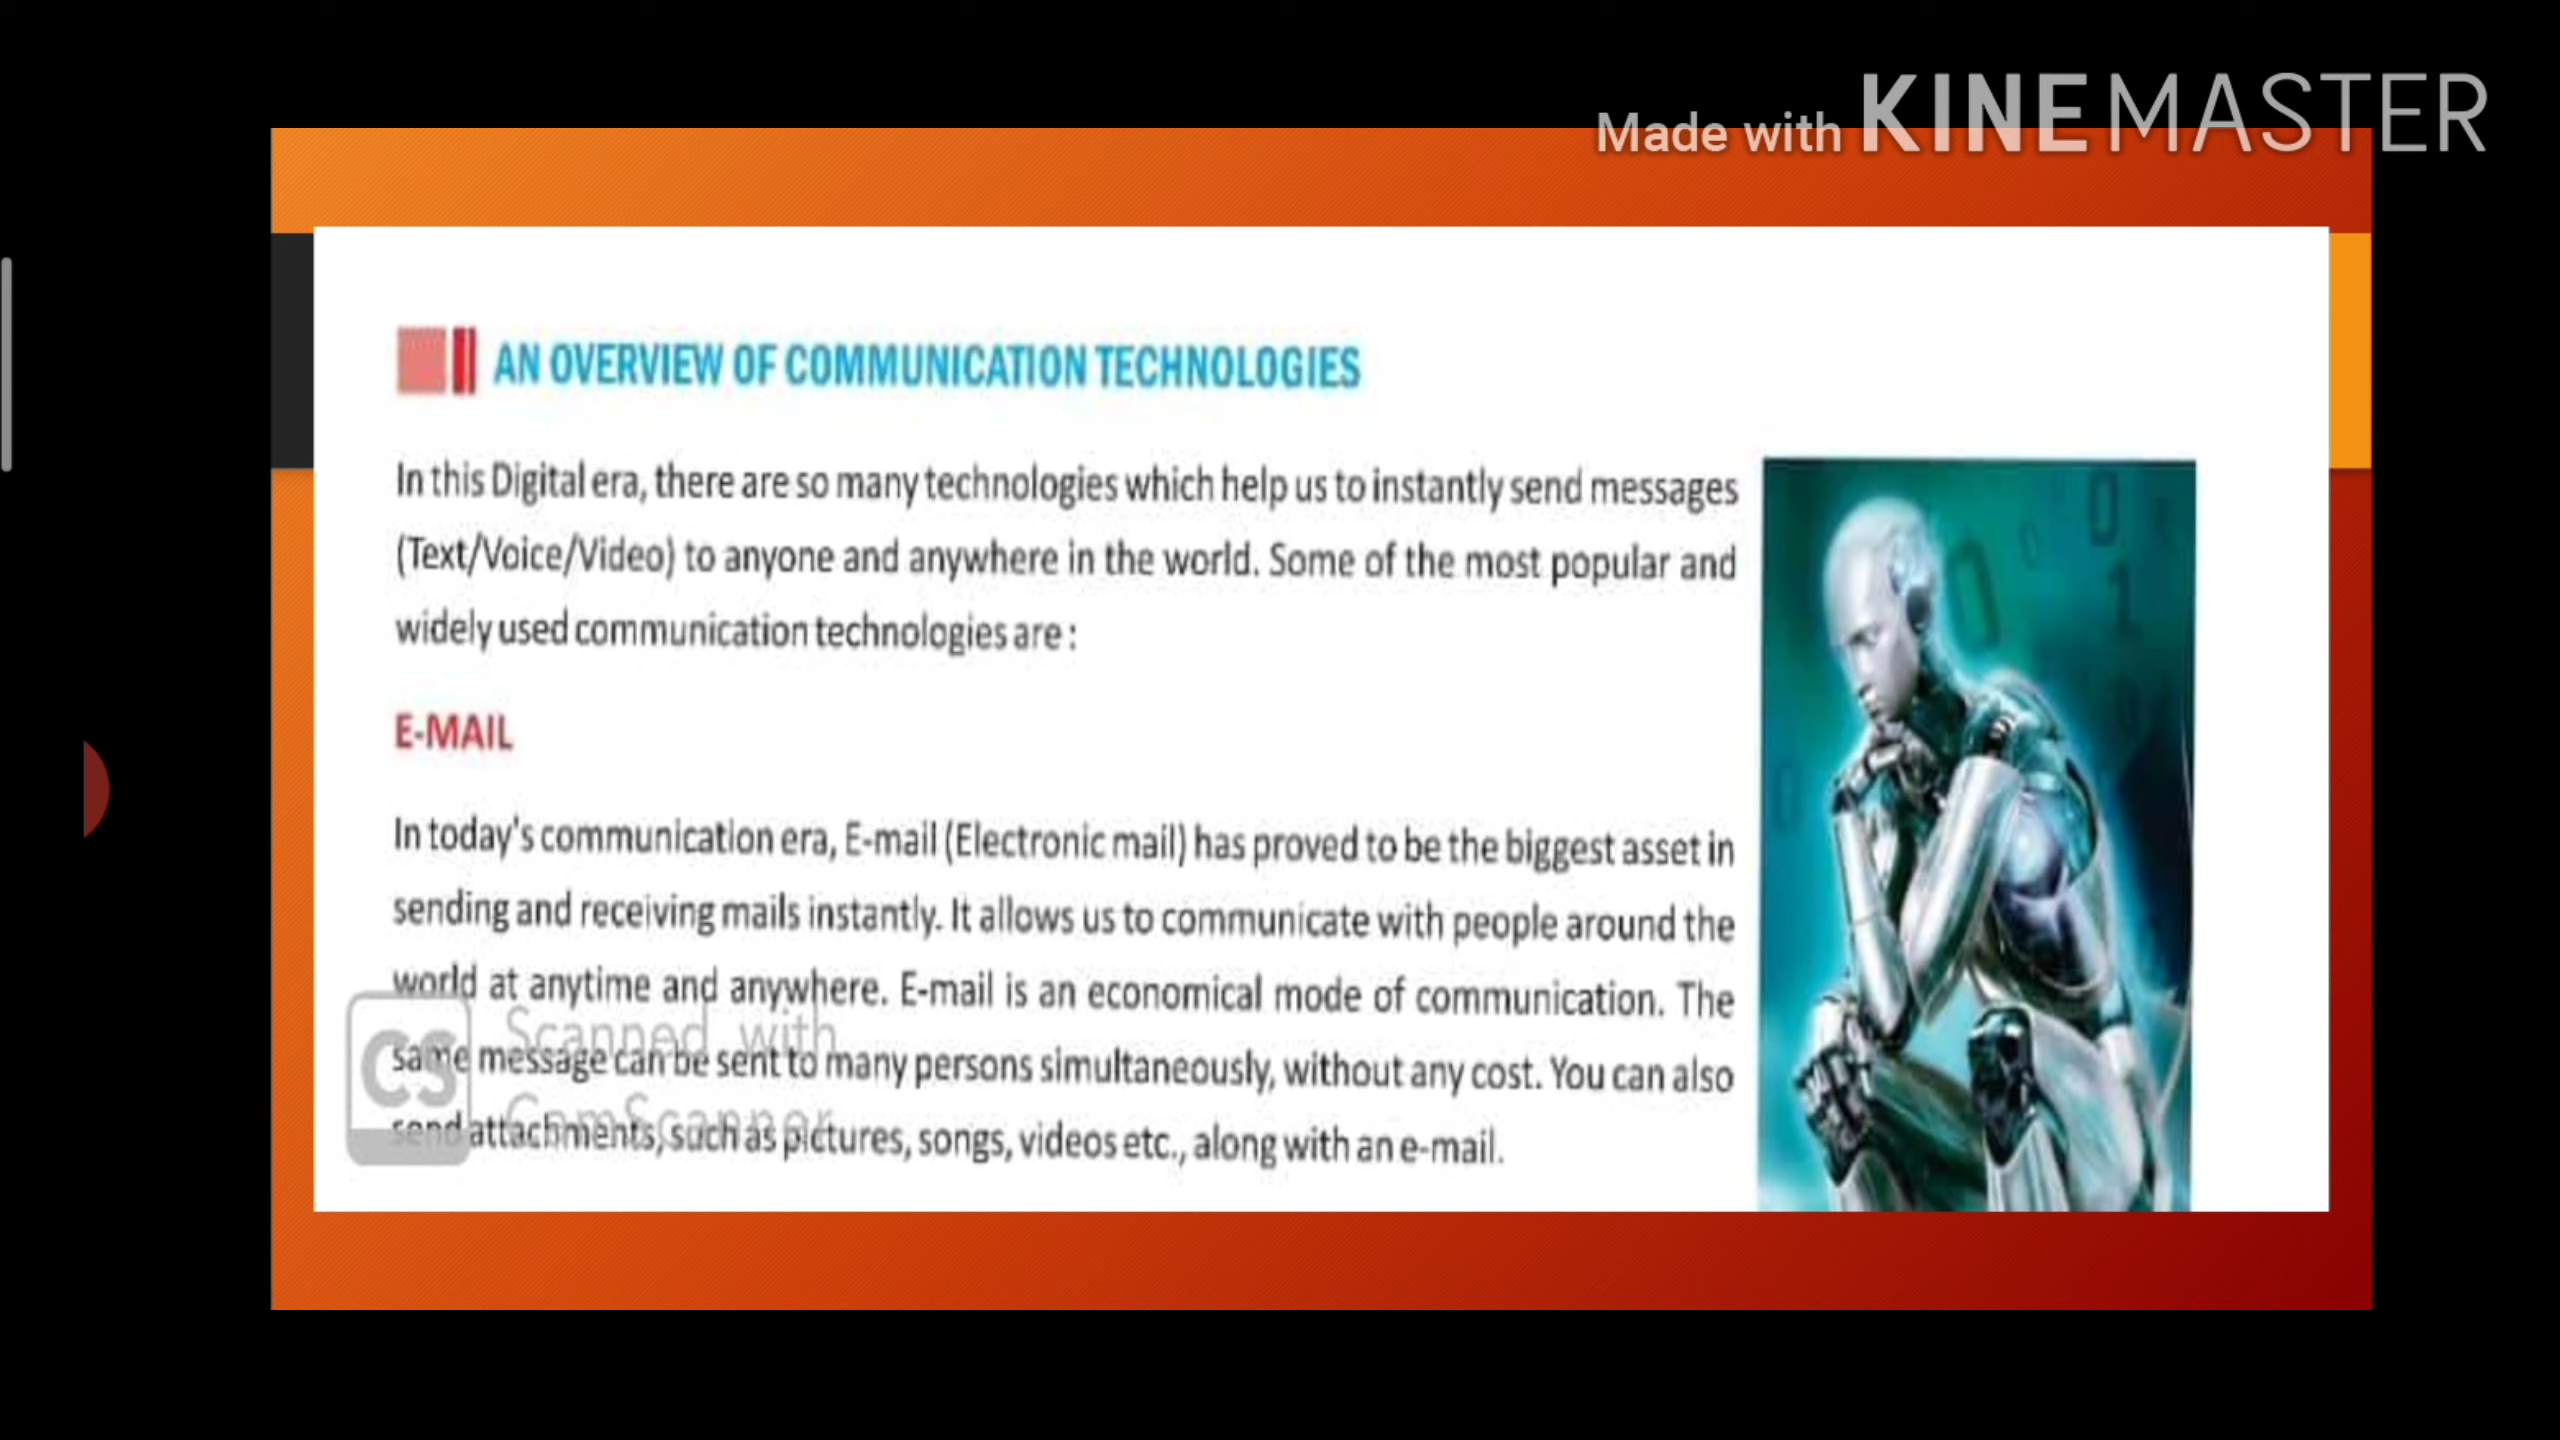 Made with KINEMASTER
AN OVERVIEW OF COMMUNICATION TECHNOLOGIES
In this Digital era, there are so many technologies which help us to instantly send messages
(Text/Voice/Video) to anyone and anywhere in the world. Some of the most popular and
widely used communication technologies are :
E-MAIL
In today's communication era, E-mail (Electronic mail) has proved to be the biggest asset in
sending and receiving mails instantly. It allows us to communicate with people around the
world at anytime and anywhere. E-mail is an economical mode of communication. The
same message can be sent to many persons simultaneously, without any cost. You can also
send attachments, such as pictures, songs, videos etc., along with an e-mail.
CS
Scanned with
CamScanner